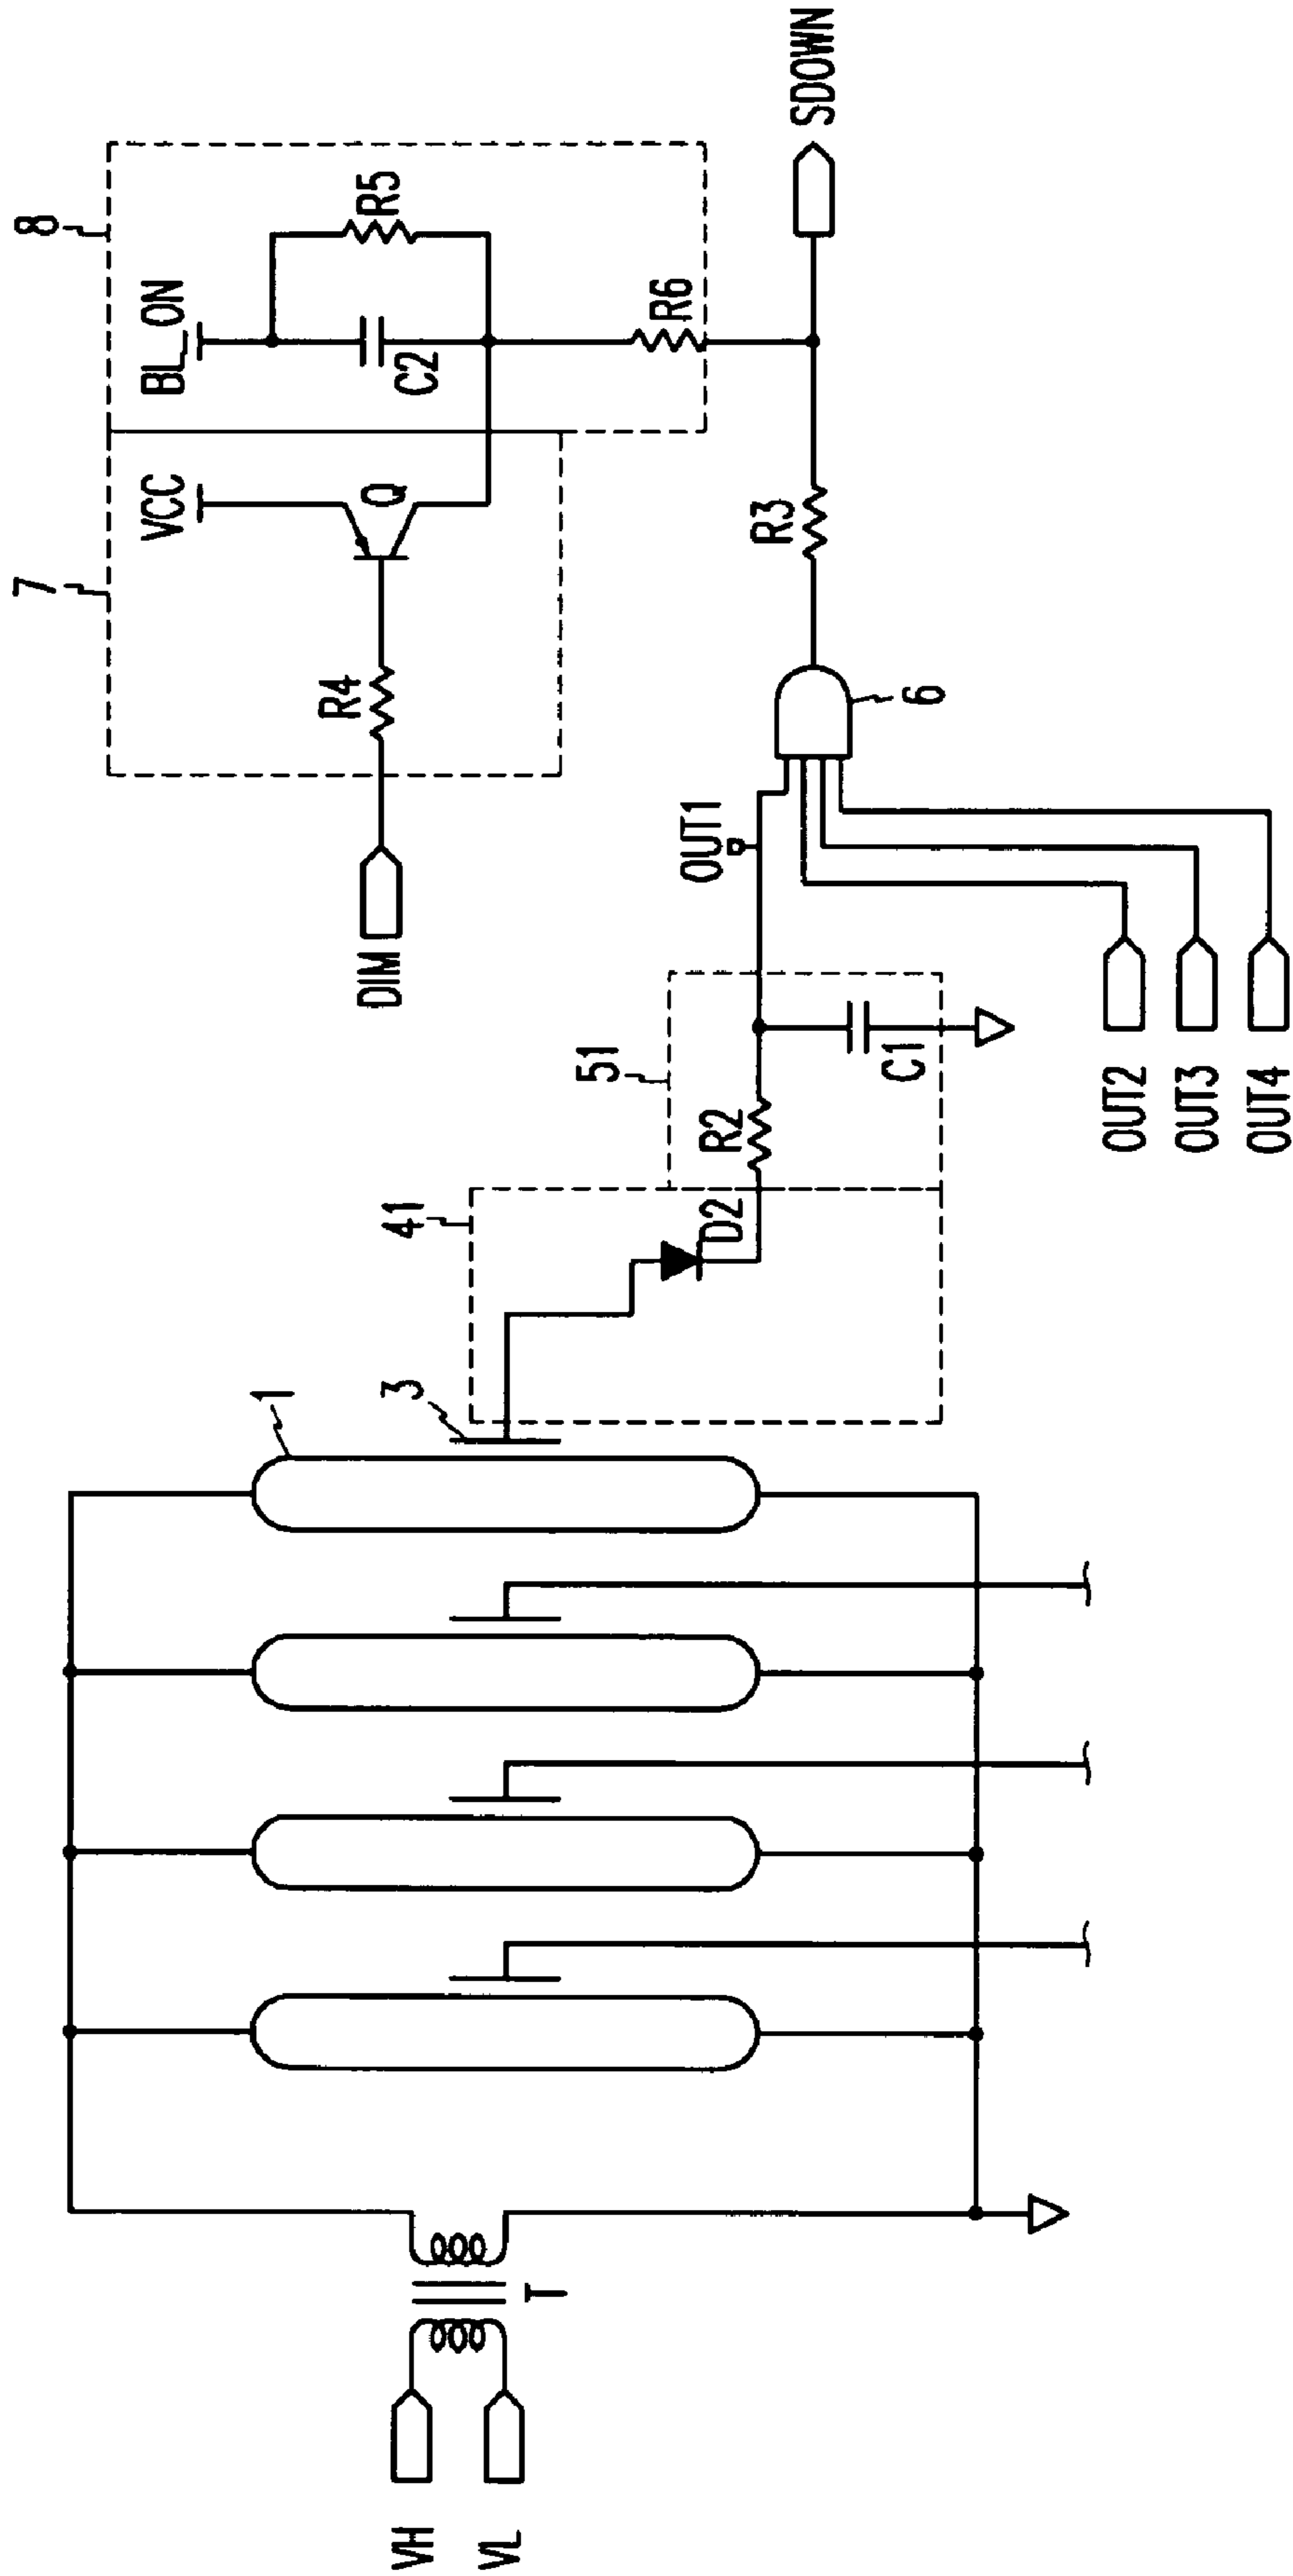 VH
VL
T
1
3
41
D2
51
R2
C1
OUT1
OUT2
OUT3
OUT4
6
R3
SDOWN
DIM
7
R4
VCC
Q
8
BL_ON
C2
R5
R6